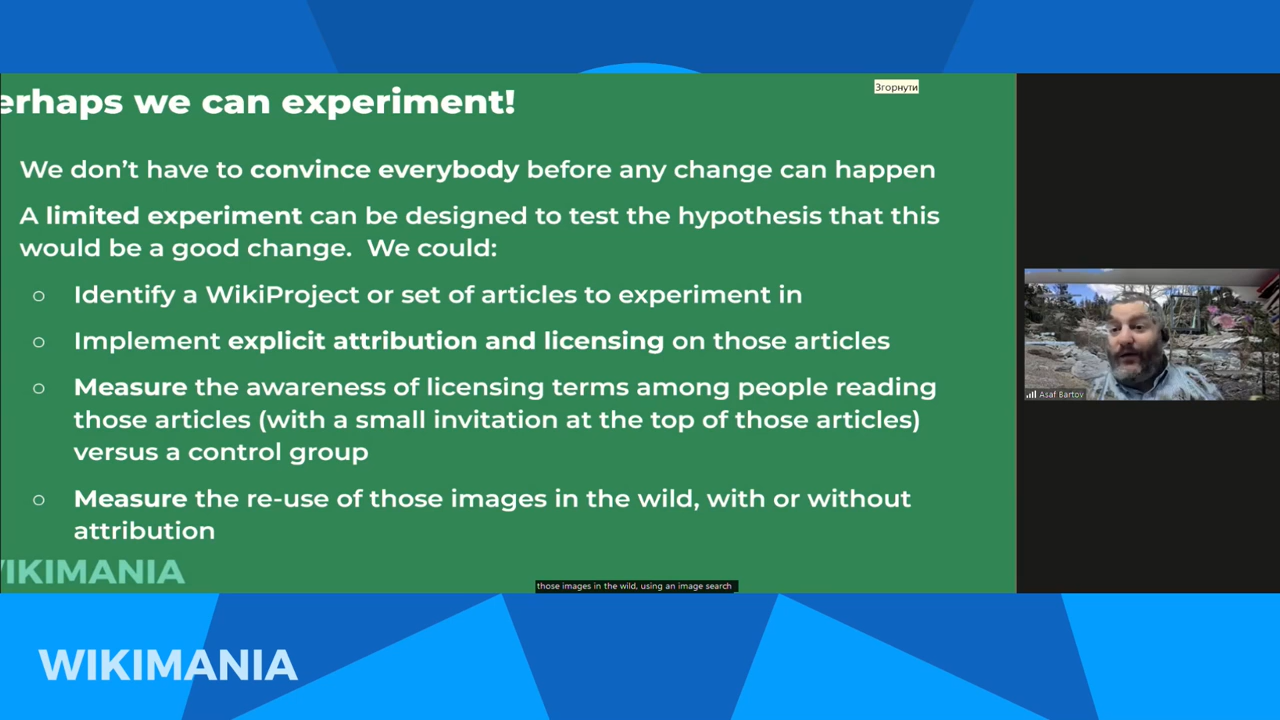 erhaps we can experiment!
Згорнути
We don’t have to convince everybody before any change can happen
A limited experiment can be designed to test the hypothesis that this
would be a good change. We could:
○ Identify a WikiProject or set of articles to experiment in
○ Implement explicit attribution and licensing on those articles
○ Measure the awareness of licensing terms among people reading
those articles (with a small invitation at the top of those articles)
versus a control group
○ Measure the re-use of those images in the wild, with or without
attribution
Asaf Bartov
VIKIMANIA
those images in the wild, using an image search
WIKIMANIA